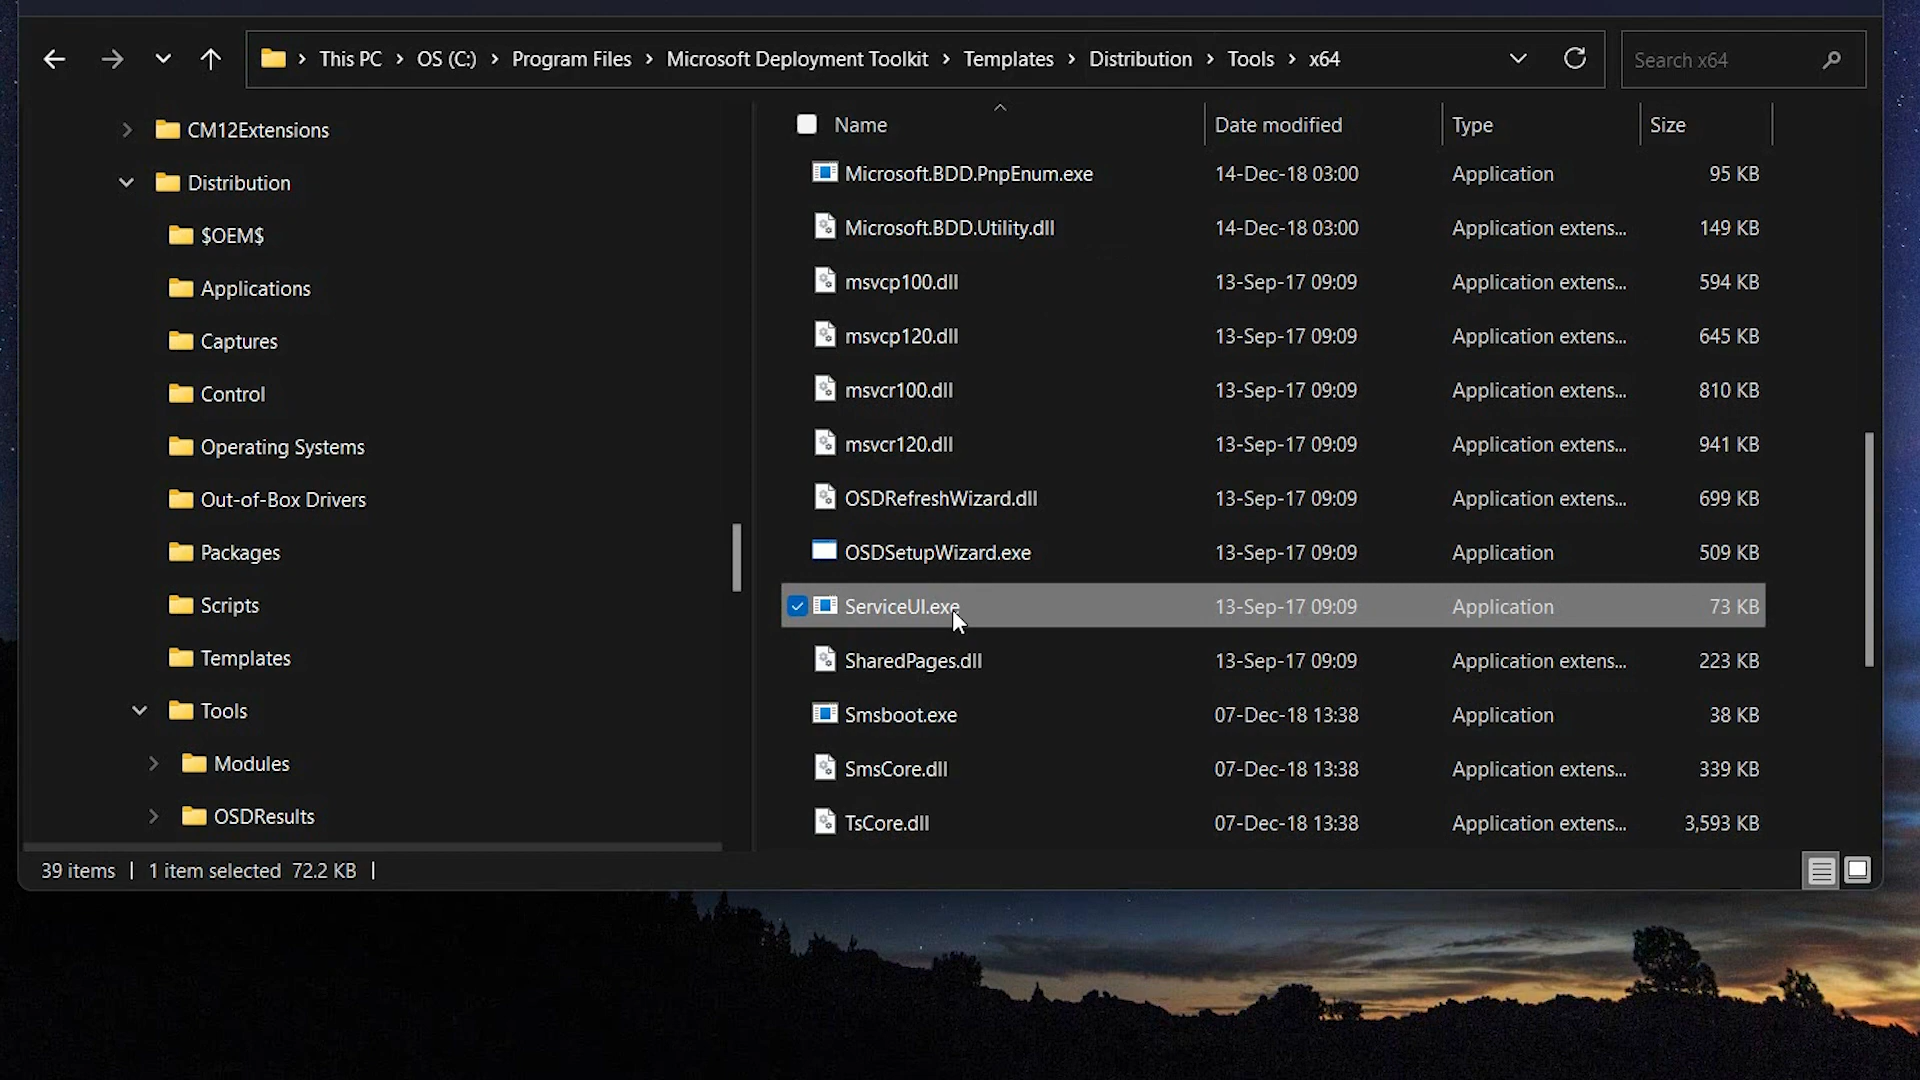 This PC > OS (C:) > Program Files > Microsoft Deployment Toolkit > Templates > Distribution > Tools > x64
Search x64
CM12Extensions
Distribution
$OEM$
Applications
Captures
Control
Operating Systems
Out-of-Box Drivers
Packages
Scripts
Templates
Tools
Modules
OSDResults
Name Date modified Type Size
Microsoft.BDD.PnpEnum.exe 14-Dec-18 03:00 Application 95 KB
Microsoft.BDD.Utility.dll 14-Dec-18 03:00 Application extens... 149 KB
msvcp100.dll 13-Sep-17 09:09 Application extens... 594 KB
msvcp120.dll 13-Sep-17 09:09 Application extens... 645 KB
msvcr100.dll 13-Sep-17 09:09 Application extens... 810 KB
msvcr120.dll 13-Sep-17 09:09 Application extens... 941 KB
OSDRefreshWizard.dll 13-Sep-17 09:09 Application extens... 699 KB
OSDSetupWizard.exe 13-Sep-17 09:09 Application 509 KB
ServiceUI.exe 13-Sep-17 09:09 Application 73 KB
SharedPages.dll 13-Sep-17 09:09 Application extens... 223 KB
Smsboot.exe 07-Dec-18 13:38 Application 38 KB
SmsCore.dll 07-Dec-18 13:38 Application extens... 339 KB
TsCore.dll 07-Dec-18 13:38 Application extens... 3,593 KB
39 items | 1 item selected 72.2 KB |